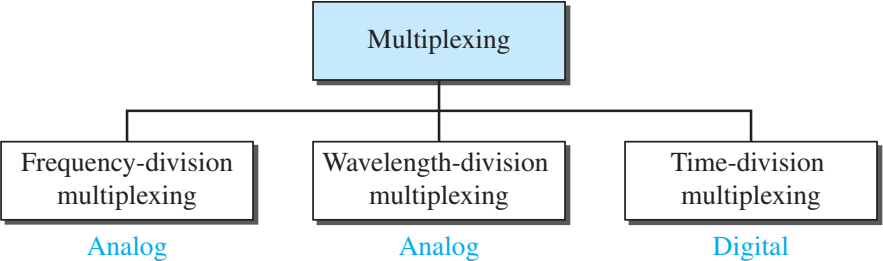 Multiplexing
Frequency-division
multiplexing
Wavelength-division
multiplexing
Time-division
multiplexing
Analog
Analog
Digital